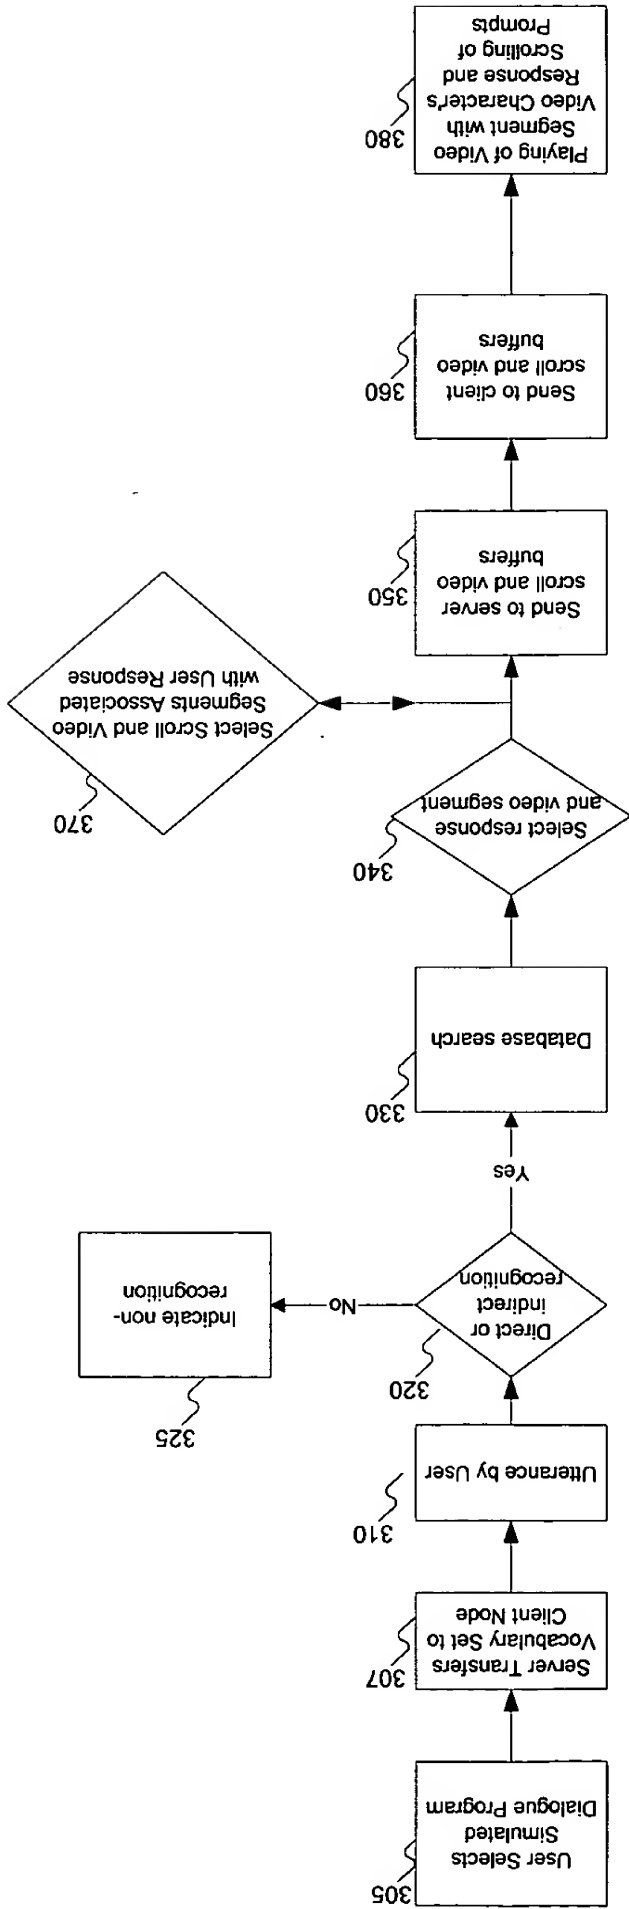 User Selects
Simulated
Dialogue Program
305
Server Transfers
Vocabulary Set to
Client Node
307
Utterance by User
310
Direct or
indirect
recognition
320
No
Indicate non-
recognition
325
Yes
Database search
330
Select response
and video segment
340
Select Scroll and Video
Segments Associated
with User Response
370
Send to server
scroll and video
buffers
350
Send to client
scroll and video
buffers
360
Playing of Video
Segment with
Video Character's
Response and
Scrolling of
Prompts
380